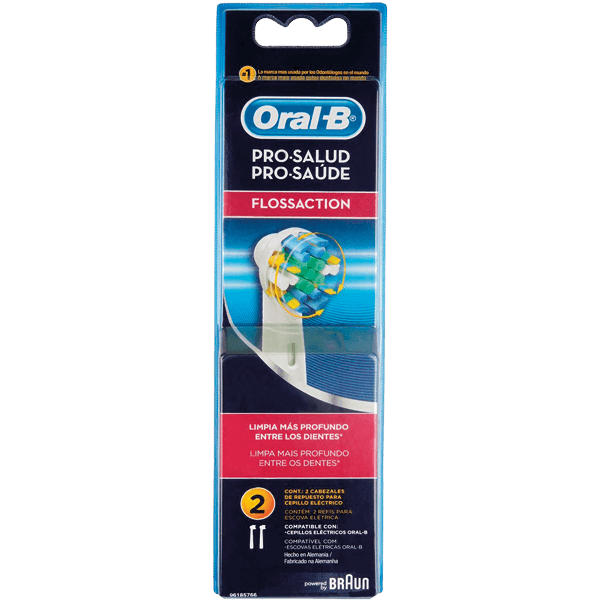 #1 La marca más usada por los Odontólogos en el mundo
A marca mais usada pelos dentistas no mundo
Oral-B®
PRO-SALUD
PRO-SAÚDE
FLOSSACTION
LIMPIA MÁS PROFUNDO
ENTRE LOS DIENTES*
LIMPA MAIS PROFUNDO
ENTRE OS DENTES*
2
CONT.: 2 CABEZALES
DE REPUESTO PARA
CEPILLO ELÉCTRICO
CONTÉM: 2 REFIS PARA
ESCOVA ELÉTRICA
COMPATIBLE CON:
•CEPILLOS ELÉCTRICOS ORAL-B
COMPATÍVEL COM
•ESCOVAS ELÉTRICAS ORAL-B
Hecho en Alemania /
Fabricado na Alemanha
powered by BRAUN
96185766